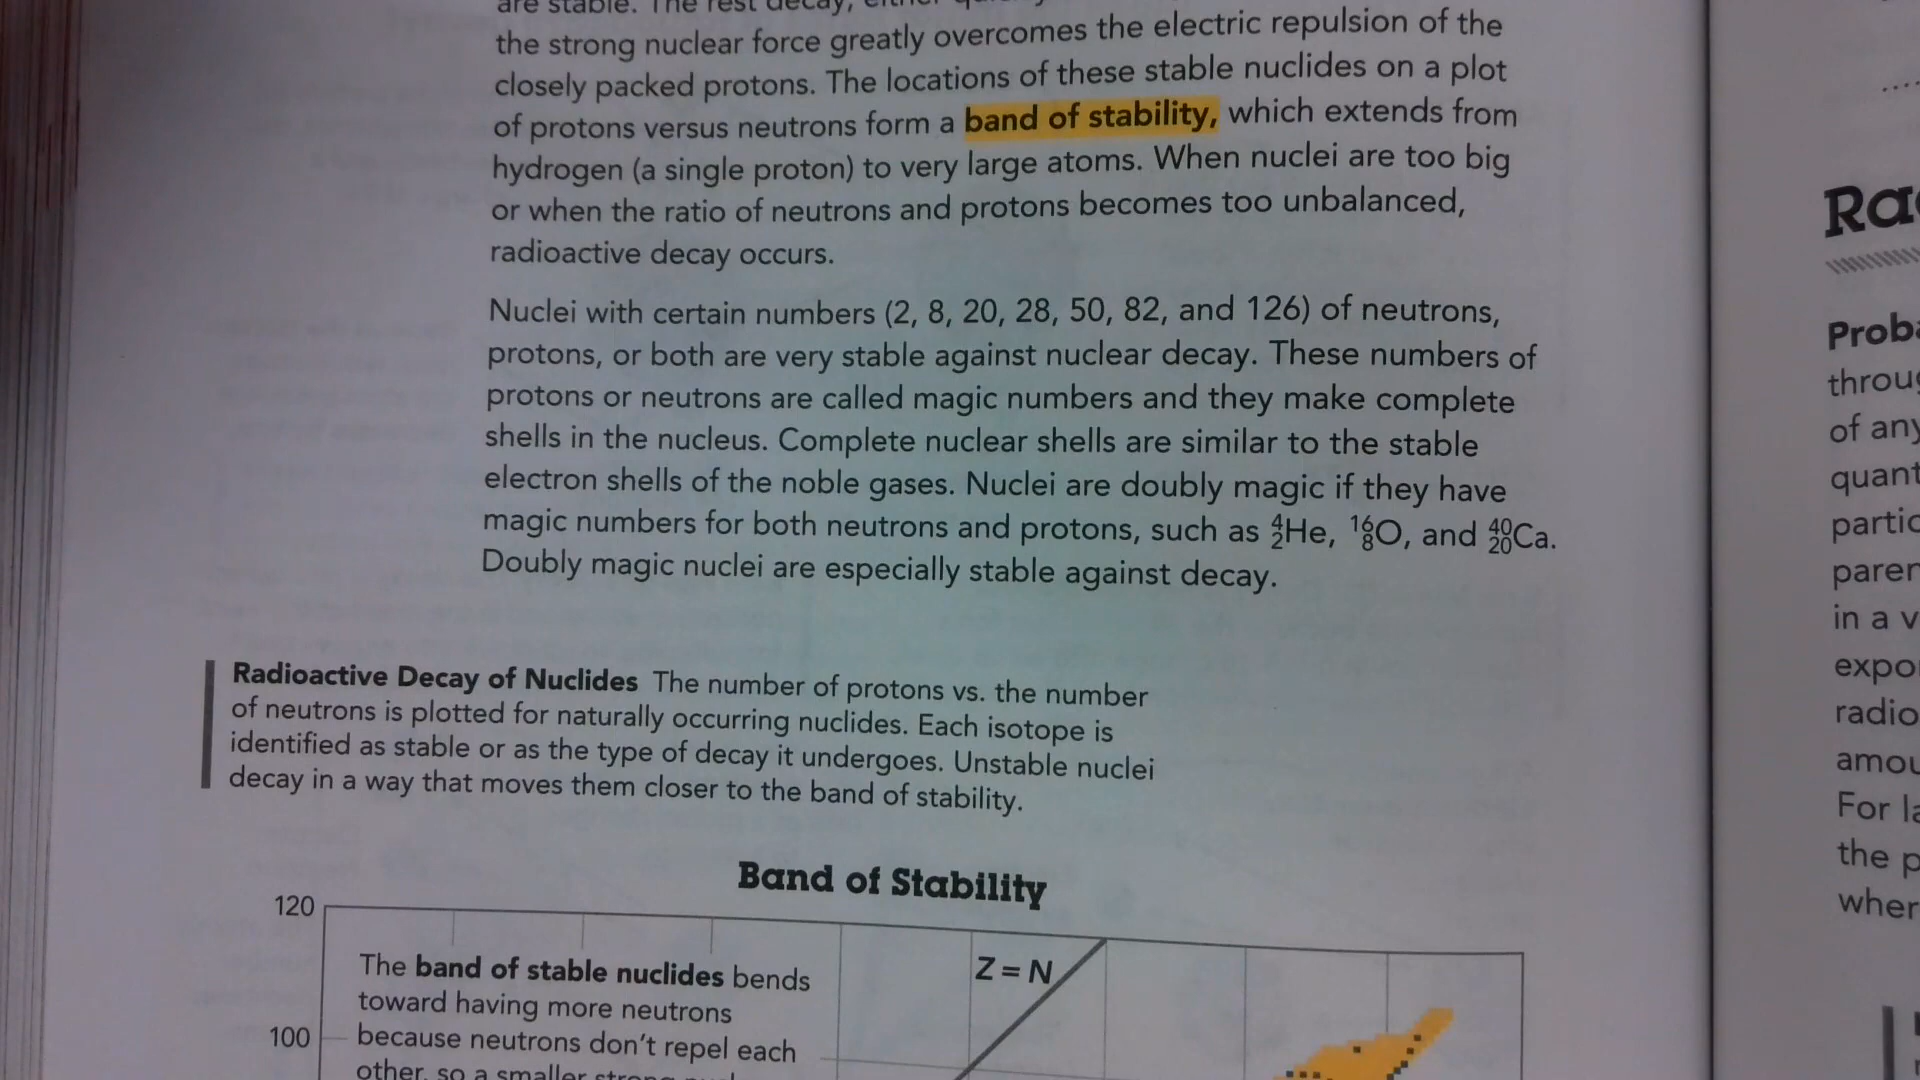 are stable. The rest decay, either
the strong nuclear force greatly overcomes the electric repulsion of the
closely packed protons. The locations of these stable nuclides on a plot
of protons versus neutrons form a band of stability, which extends from
hydrogen (a single proton) to very large atoms. When nuclei are too big
or when the ratio of neutrons and protons becomes too unbalanced,
radioactive decay occurs.
Nuclei with certain numbers (2, 8, 20, 28, 50, 82, and 126) of neutrons,
protons, or both are very stable against nuclear decay. These numbers of
protons or neutrons are called magic numbers and they make complete
shells in the nucleus. Complete nuclear shells are similar to the stable
electron shells of the noble gases. Nuclei are doubly magic if they have
magic numbers for both neutrons and protons, such as ⁴₂He, ¹⁶₈O, and ⁴⁰₂₀Ca.
Doubly magic nuclei are especially stable against decay.
Radioactive Decay of Nuclides The number of protons vs. the number
of neutrons is plotted for naturally occurring nuclides. Each isotope is
identified as stable or as the type of decay it undergoes. Unstable nuclei
decay in a way that moves them closer to the band of stability.
Band of Stability
120
Z = N
The band of stable nuclides bends
toward having more neutrons
100
because neutrons don't repel each
other, so a smaller
of any
in a
For
the